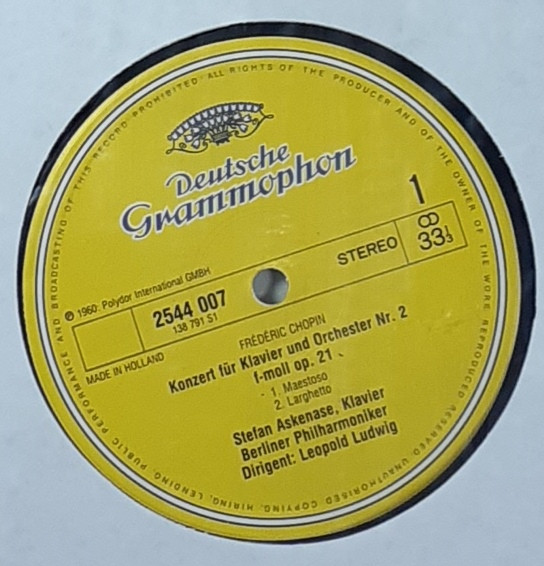 ALL RIGHTS OF THE PRODUCER AND OF THE OWNER OF THE WORK REPRODUCED RESERVED. UNAUTHORISED COPYING, HIRING, LENDING, PUBLIC PERFORMANCE AND BROADCASTING OF THIS RECORD PROHIBITED
Deutsche
Grammophon
1
STEREO
33⅓
℗ 1960 Polydor International GMBH
2544 007
138 791 S1
MADE IN HOLLAND
FRÉDÉRIC CHOPIN
Konzert für Klavier und Orchester Nr. 2
f-moll op. 21
1. Maestoso
2. Larghetto
Stefan Askenase, Klavier
Berliner Philharmoniker
Dirigent: Leopold Ludwig